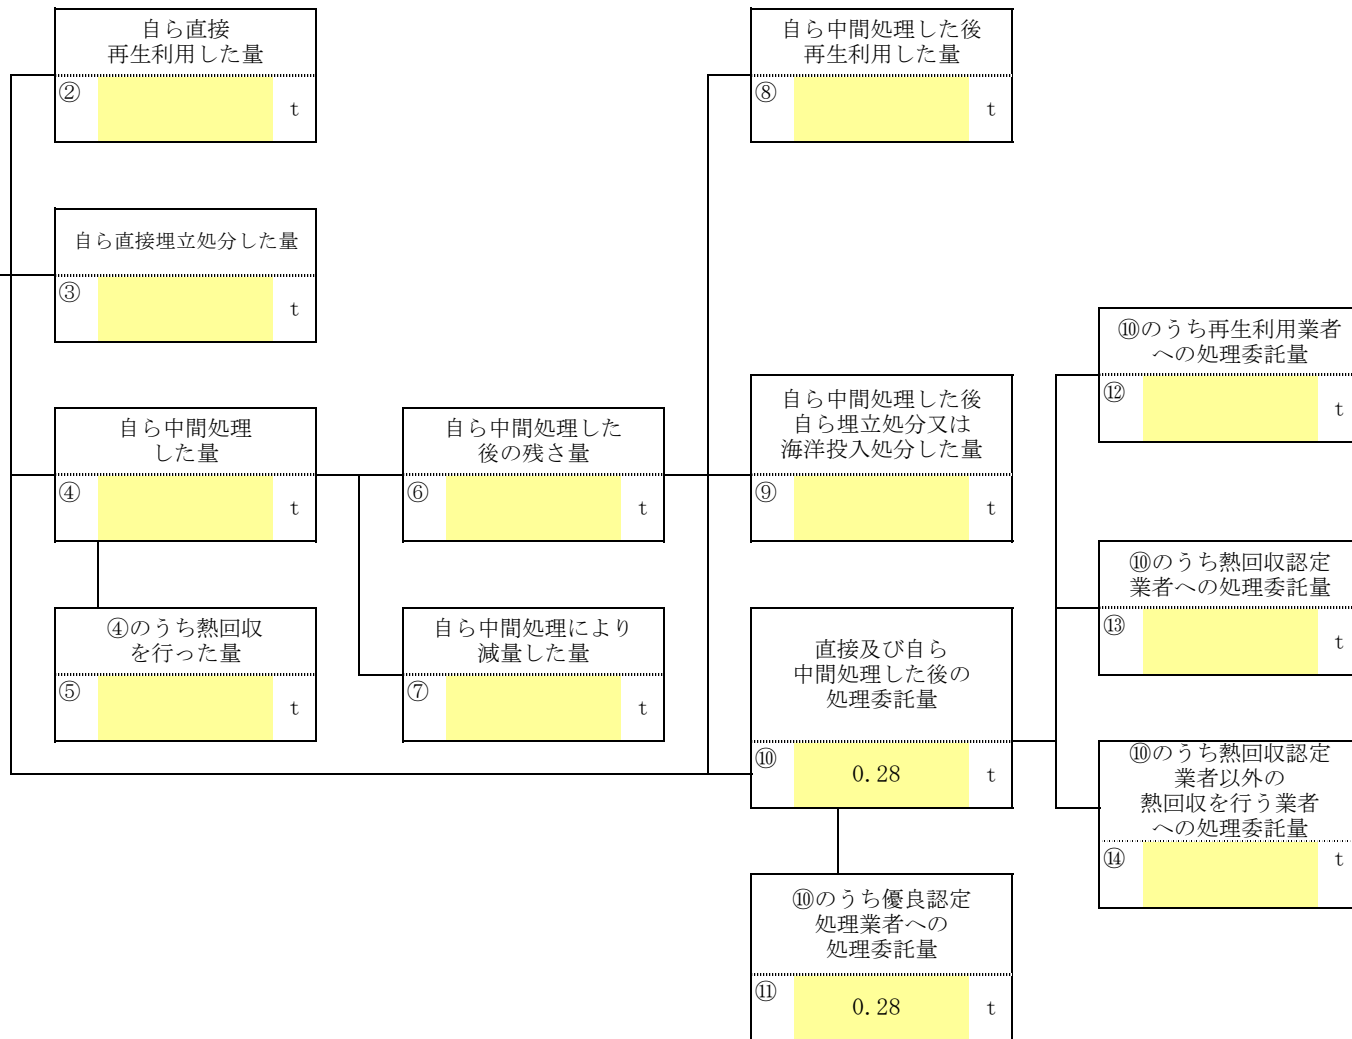 自ら直接
再生利用した量
② t
自ら中間処理した後
再生利用した量
⑧ t
自ら直接埋立処分した量
③ t
⑩のうち再生利用業者
への処理委託量
⑫ t
自ら中間処理
した量
④ t
自ら中間処理した
後の残さ量
⑥ t
自ら中間処理した後
自ら埋立処分又は
海洋投入処分した量
⑨ t
⑩のうち熱回収認定
業者への処理委託量
⑬ t
④のうち熱回収
を行った量
⑤ t
自ら中間処理により
減量した量
⑦ t
直接及び自ら
中間処理した後の
処理委託量
⑩ 0.28 t
⑩のうち熱回収認定
業者以外の
熱回収を行う業者
への処理委託量
⑭ t
⑩のうち優良認定
処理業者への
処理委託量
⑪ 0.28 t